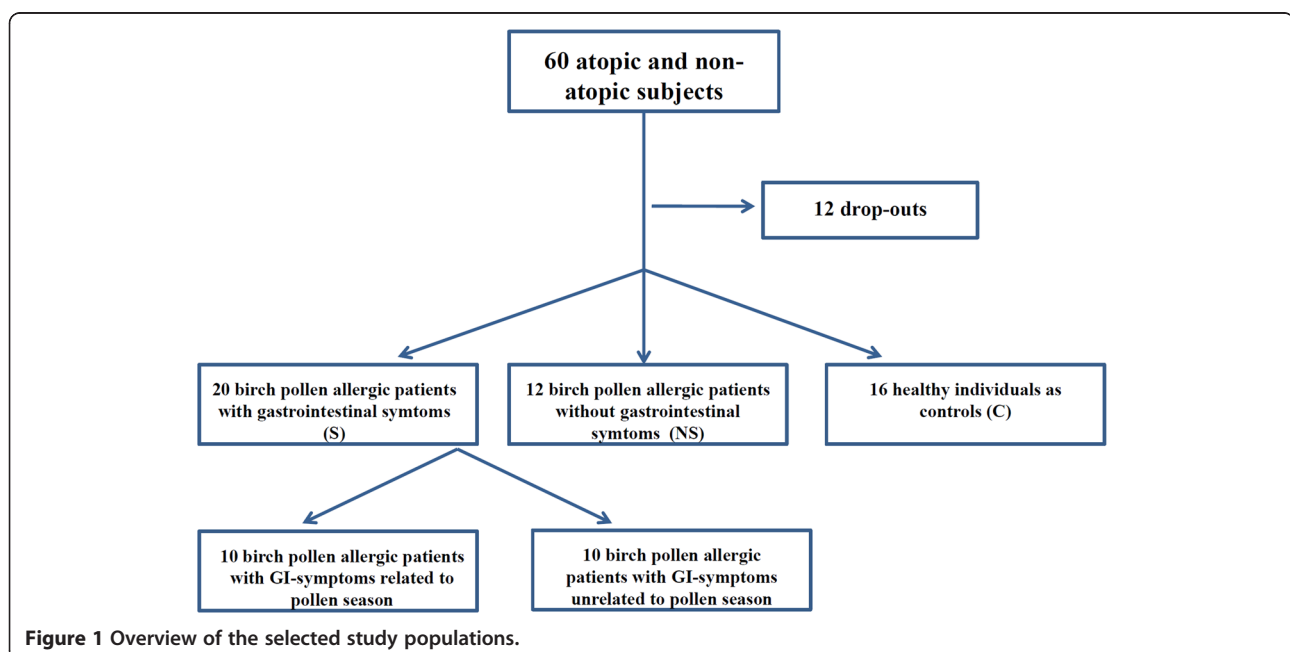 60 atopic and non-
atopic subjects
12 drop-outs
20 birch pollen allergic patients
with gastrointestinal symtoms
(S)
12 birch pollen allergic patients
without gastrointestinal
symtoms (NS)
16 healthy individuals as
controls (C)
10 birch pollen allergic patients
with GI-symptoms related to
pollen season
10 birch pollen allergic
patients with GI-symptoms
unrelated to pollen season
Figure 1 Overview of the selected study populations.